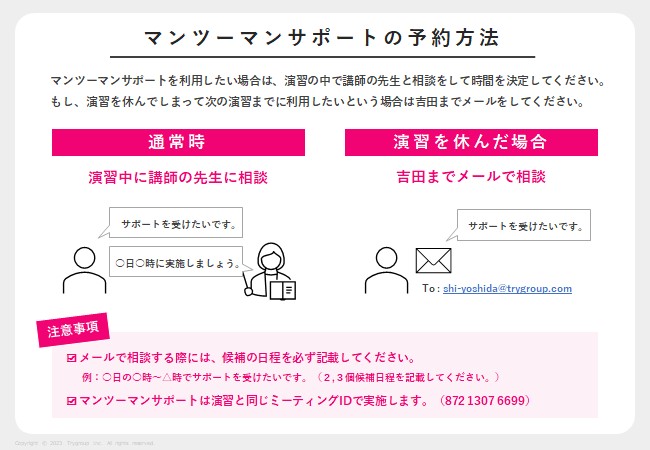 マンツーマンサポートの予約方法
マンツーマンサポートを利用したい場合は、演習の中で講師の先生と相談をして時間を決定してください。
もし、演習を休んでしまって次の演習までに利用したいという場合は吉田までメールをしてください。
通常時
演習中に講師の先生に相談
サポートを受けたいです。
〇日〇時に実施しましょう。
演習を休んだ場合
吉田までメールで相談
サポートを受けたいです。
To : shi-yoshida@trygroup.com
注意事項
メールで相談する際には、候補の日程を必ず記載してください。
例：〇日の〇時～△時でサポートを受けたいです。（２,３個候補日程を記載してください。）
マンツーマンサポートは演習と同じミーティングIDで実施します。（872 1307 6699）
Copyright © 2023 Trygroup Inc. All rights reserved.